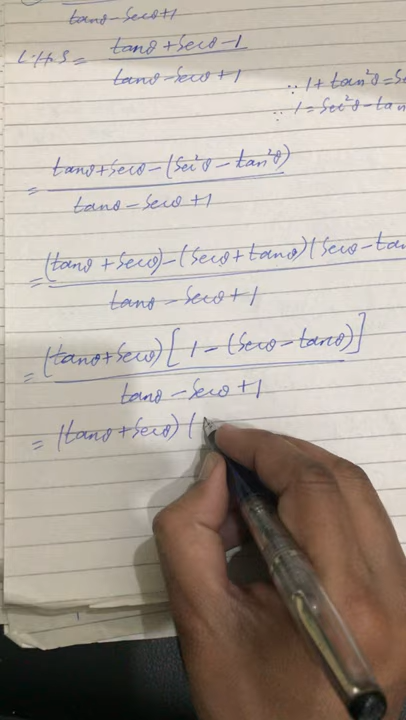 tanθ - secθ + 1
L.H.S = tanθ + secθ - 1
tanθ - secθ + 1
∵ 1 + tan²θ = Se
∵ 1 = Sec²θ - tan
= tanθ + secθ - (Sec²θ - tan²θ)
tanθ - secθ + 1
= (tanθ + secθ) - (secθ + tanθ) (secθ - tan
tanθ - secθ + 1
= (tanθ + secθ) [ 1 - (secθ - tanθ) ]
tanθ - secθ + 1
= (tanθ + secθ) (